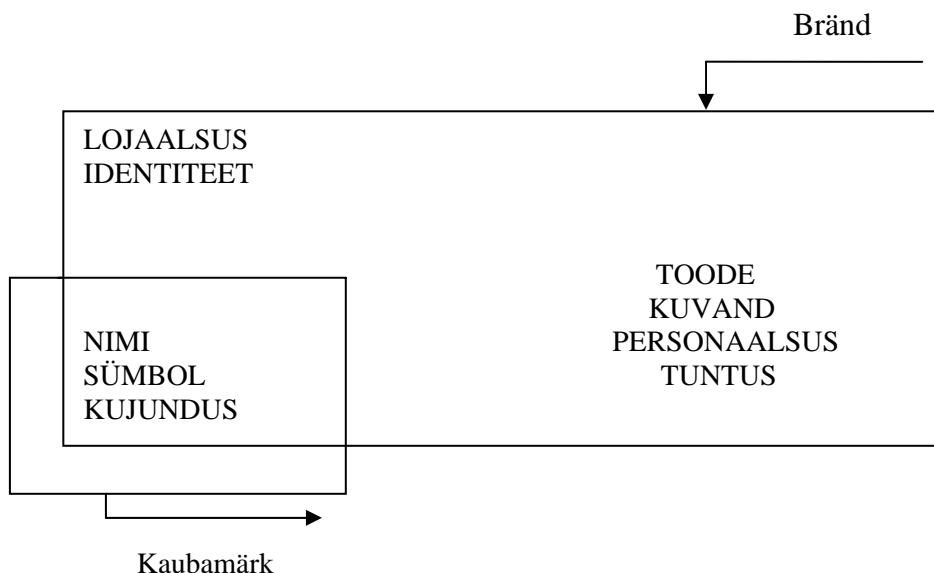 Bränd
LOJAALSUS
IDENTITEET
TOODE
KUVAND
PERSONAALSUS
TUNTUS
NIMI
SÜMBOL
KUJUNDUS
Kaubamärk